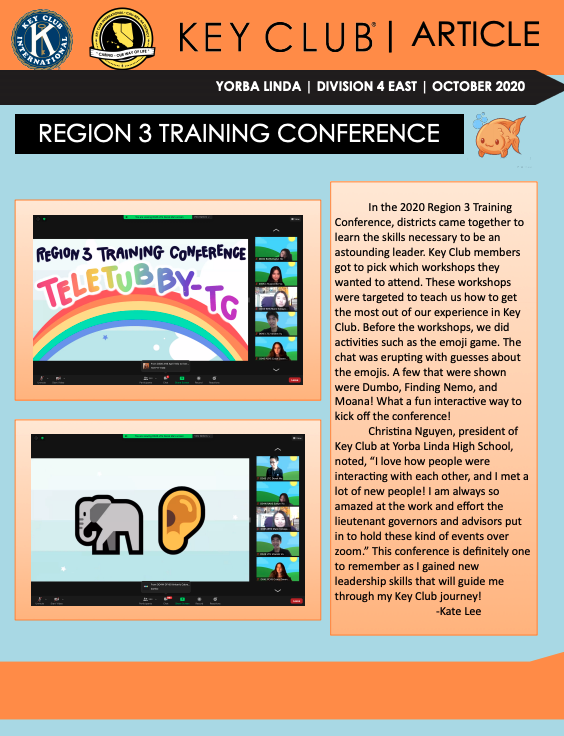 KEY CLUB
INTERNATIONAL
K
CARING - OUR WAY OF LIFE
KEY CLUB® | ARTICLE
YORBA LINDA | DIVISION 4 EAST | OCTOBER 2020
REGION 3 TRAINING CONFERENCE
REGION 3 TRAINING CONFERENCE
TELETUBBY-TC
In the 2020 Region 3 Training
Conference, districts came together to
learn the skills necessary to be an
astounding leader. Key Club members
got to pick which workshops they
wanted to attend. These workshops
were targeted to teach us how to get
the most out of our experience in Key
Club. Before the workshops, we did
activities such as the emoji game. The
chat was erupting with guesses about
the emojis. A few that were shown
were Dumbo, Finding Nemo, and
Moana! What a fun interactive way to
kick off the conference!
Christina Nguyen, president of
Key Club at Yorba Linda High School,
noted, “I love how people were
interacting with each other, and I met a
lot of new people! I am always so
amazed at the work and effort the
lieutenant governors and advisors put
in to hold these kind of events over
zoom.” This conference is definitely one
to remember as I gained new
leadership skills that will guide me
through my Key Club journey!
-Kate Lee